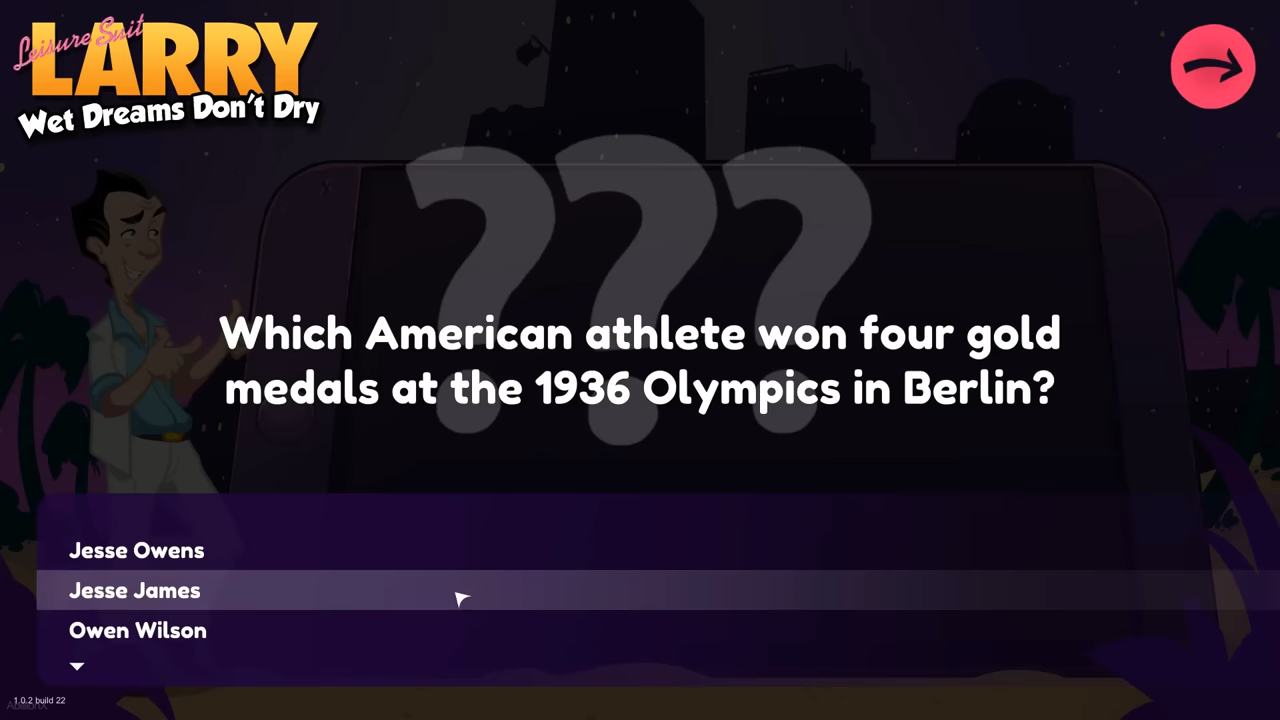 Leisure Suit
LARRY
Wet Dreams Don't Dry
???
Which American athlete won four gold
medals at the 1936 Olympics in Berlin?
Jesse Owens
Jesse James
Owen Wilson
1.0.2 build 22